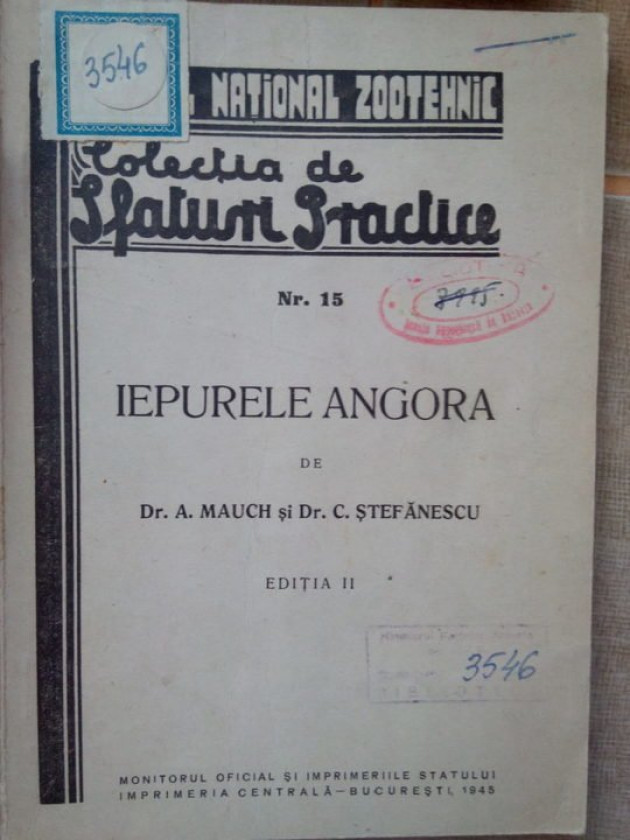 3546
NAȚIONAL ZOOTEHNIC
Colecția de
Sfaturi Practice
Nr. 15
IEPURELE ANGORA
DE
Dr. A. MAUCH și Dr. C. ȘTEFĂNESCU
EDIȚIA II
3546
MONITORUL OFICIAL ȘI IMPRIMERIILE STATULUI
IMPRIMERIA CENTRALĂ—BUCUREȘTI, 1945